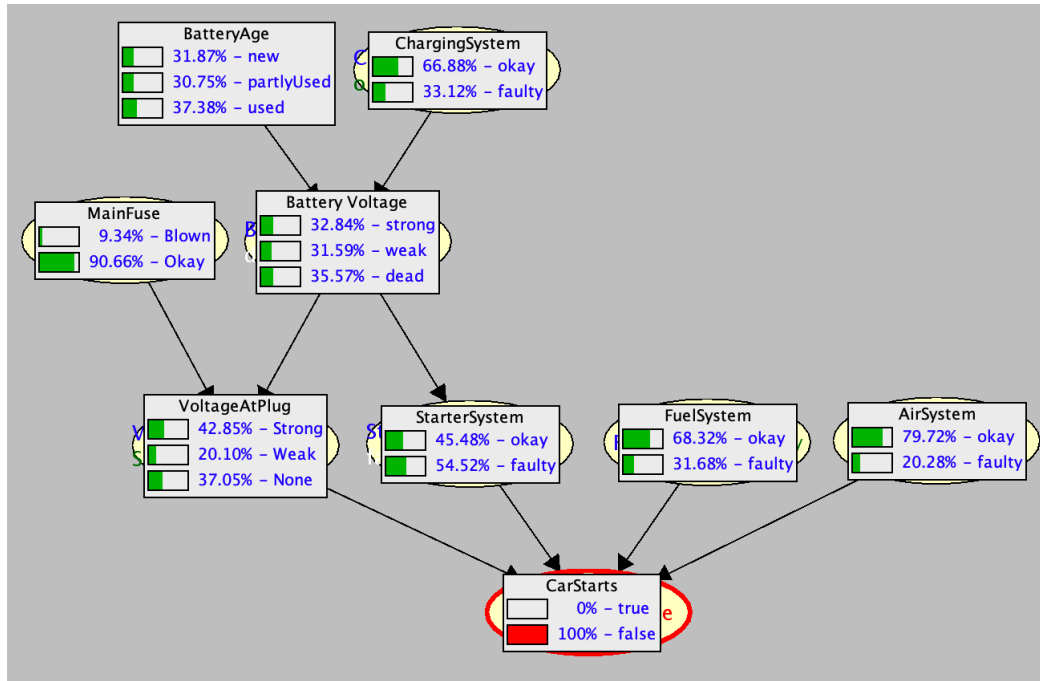 BatteryAge
31.87% – new
30.75% – partlyUsed
37.38% – used
ChargingSystem
66.88% – okay
33.12% – faulty
MainFuse
9.34% – Blown
90.66% – Okay
Battery Voltage
32.84% – strong
31.59% – weak
35.57% – dead
VoltageAtPlug
42.85% – Strong
20.10% – Weak
37.05% – None
StarterSystem
45.48% – okay
54.52% – faulty
FuelSystem
68.32% – okay
31.68% – faulty
AirSystem
79.72% – okay
20.28% – faulty
CarStarts
0% – true
100% – false